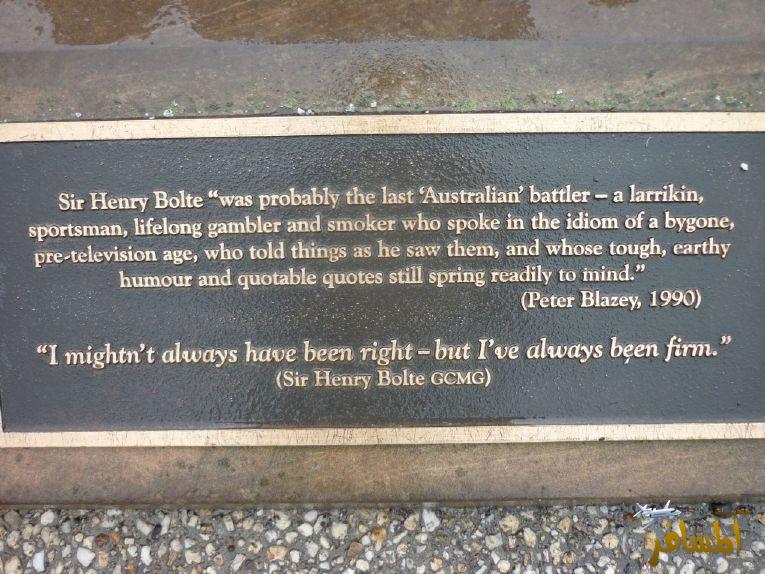 Sir Henry Bolte “was probably the last ‘Australian’ battler – a larrikin,
sportsman, lifelong gambler and smoker who spoke in the idiom of a bygone,
pre-television age, who told things as he saw them, and whose tough, earthy
humour and quotable quotes still spring readily to mind.”
(Peter Blazey, 1990)
“I mightn’t always have been right – but I’ve always been firm.”
(Sir Henry Bolte GCMG)
المسافر